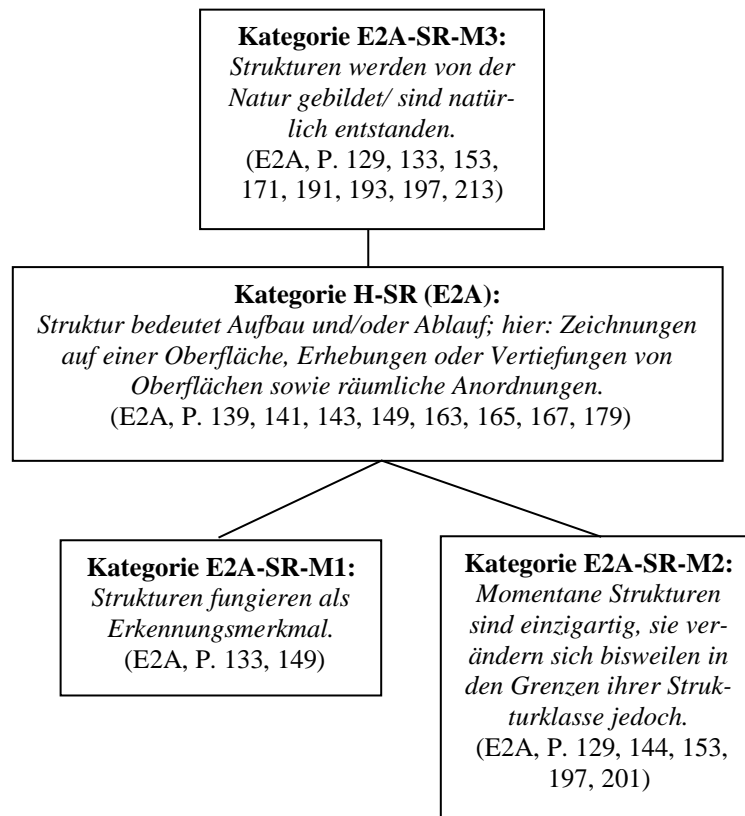 Kategorie E2A-SR-M3:
Strukturen werden von der
Natur gebildet/ sind natür-
lich entstanden.
(E2A, P. 129, 133, 153,
171, 191, 193, 197, 213)
Kategorie H-SR (E2A):
Struktur bedeutet Aufbau und/oder Ablauf; hier: Zeichnungen
auf einer Oberfläche, Erhebungen oder Vertiefungen von
Oberflächen sowie räumliche Anordnungen.
(E2A, P. 139, 141, 143, 149, 163, 165, 167, 179)
Kategorie E2A-SR-M1:
Strukturen fungieren als
Erkennungsmerkmal.
(E2A, P. 133, 149)
Kategorie E2A-SR-M2:
Momentane Strukturen
sind einzigartig, sie ver-
ändern sich bisweilen in
den Grenzen ihrer Struk-
turklasse jedoch.
(E2A, P. 129, 144, 153,
197, 201)